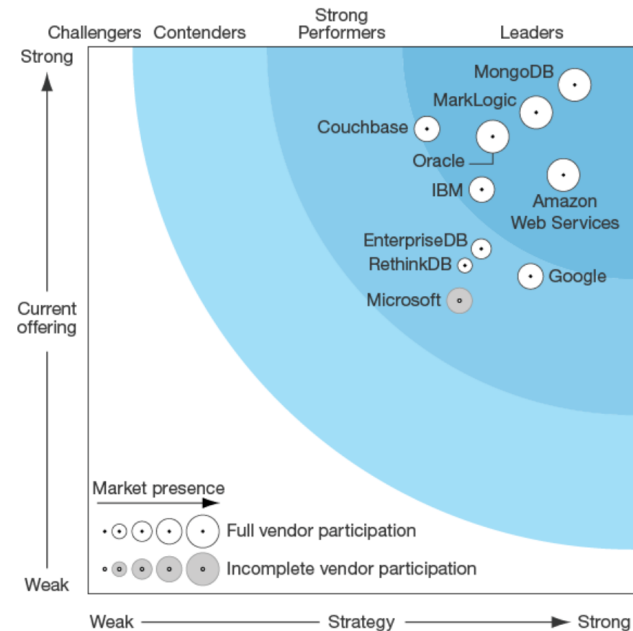 Challengers
Contenders
Strong
Performers
Leaders
Strong
MongoDB
MarkLogic
Couchbase
Oracle
IBM
Amazon
Web Services
EnterpriseDB
RethinkDB
Google
Microsoft
Current
offering
Market presence
Full vendor participation
Incomplete vendor participation
Weak
Weak
Strategy
Strong